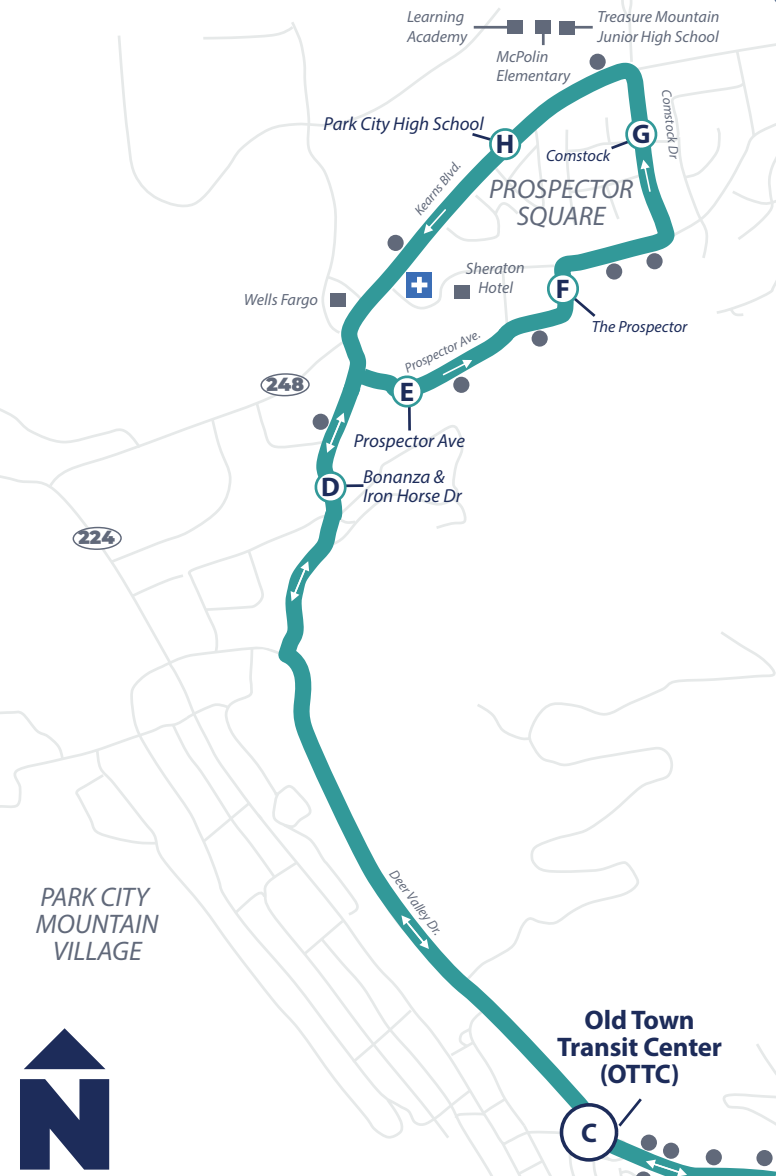 Learning
Academy
Treasure Mountain
Junior High School
McPolin
Elementary
Park City High School
H
G
Comstock
Comstock Dr
Kearns Blvd.
PROSPECTOR
SQUARE
Sheraton
Hotel
Wells Fargo
F
The Prospector
Prospector Ave.
248
E
Prospector Ave
D
Bonanza &
Iron Horse Dr
224
Deer Valley Dr.
PARK CITY
MOUNTAIN
VILLAGE
Old Town
Transit Center
(OTTC)
C
N